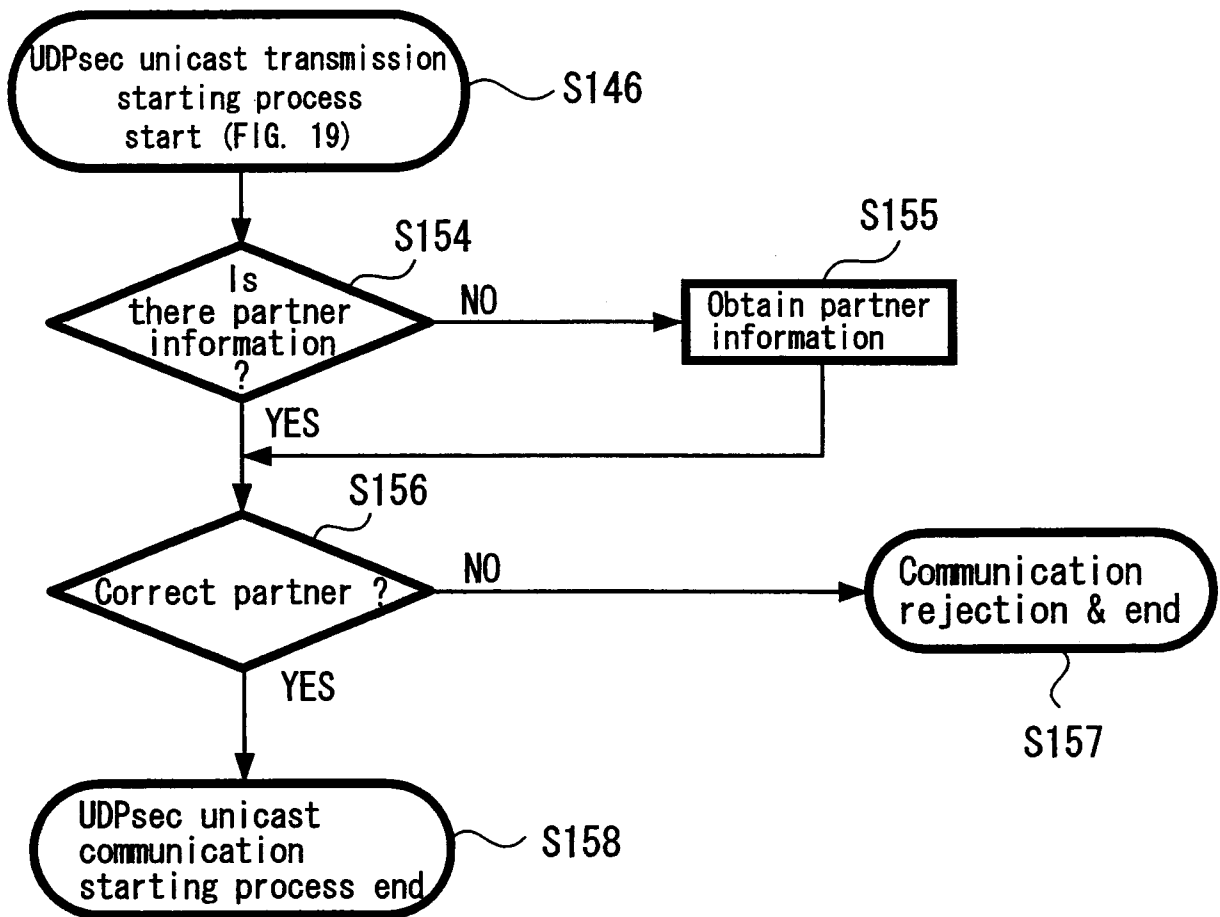 UDPsec unicast transmission
starting process
start (FIG. 19)
S146
S154
Is
there partner
information
?
NO
S155
Obtain partner
information
YES
S156
Correct partner ?
NO
Communication
rejection & end
S157
YES
UDPsec unicast
communication
starting process end
S158